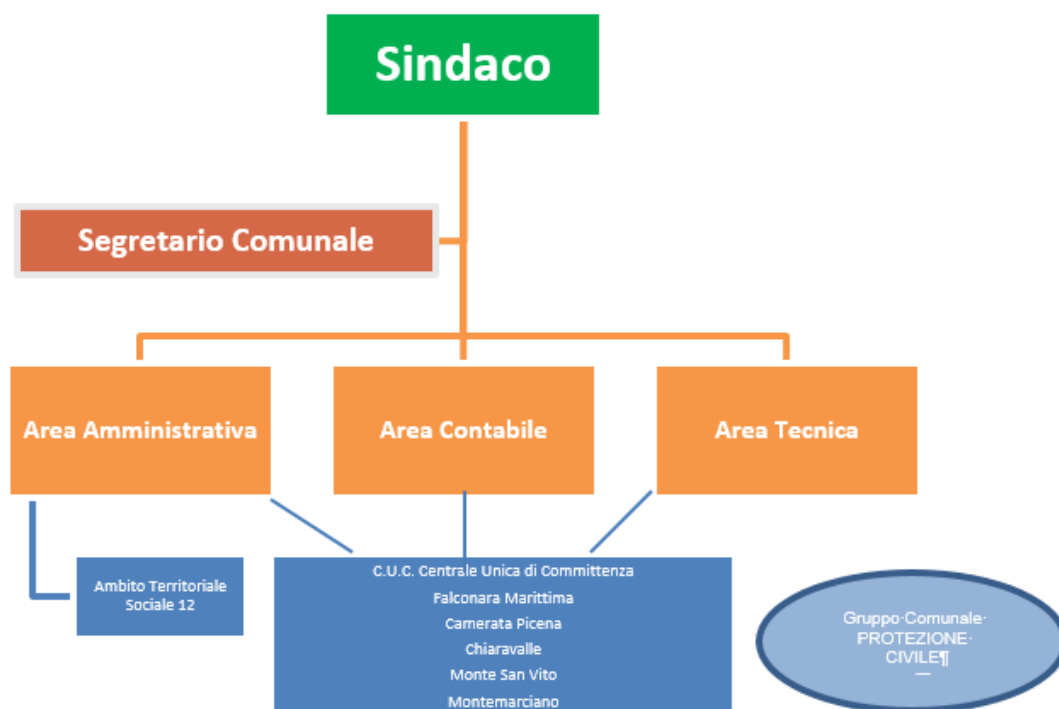 Sindaco
Segretario Comunale
Area Amministrativa
Area Contabile
Area Tecnica
Ambito Territoriale
Sociale 12
C.U.C. Centrale Unica di Committenza
Falconara Marittima
Camerata Picena
Chiaravalle
Monte San Vito
Montemarciano
Gruppo·Comunale·
PROTEZIONE·
CIVILE¶